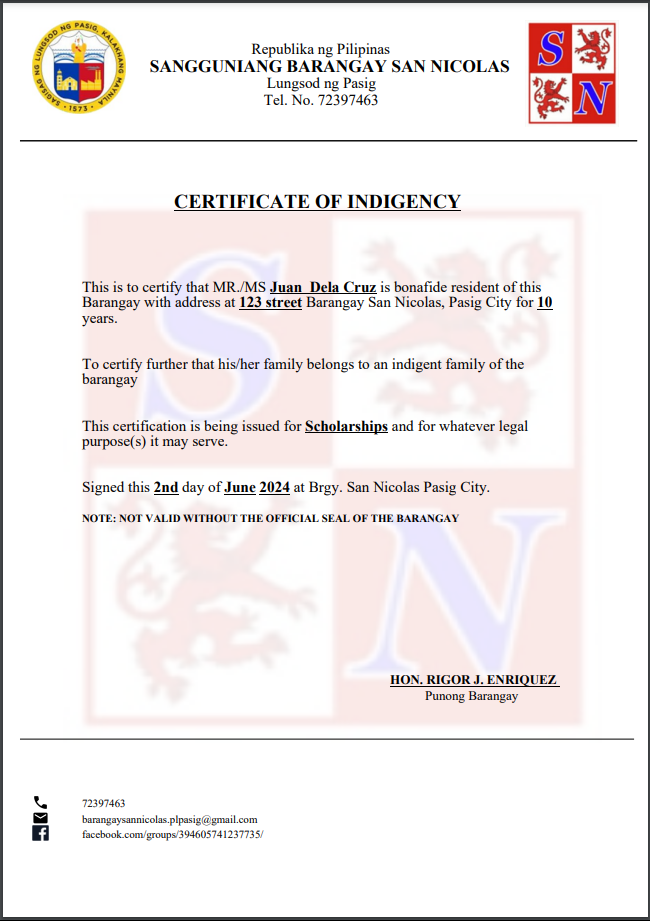 SAGISAG NG LUNGSOD NG PASIG, KALAKHANG MAYNILA
• 1573 •
Republika ng Pilipinas
SANGGUNIANG BARANGAY SAN NICOLAS
Lungsod ng Pasig
Tel. No. 72397463
S
N
CERTIFICATE OF INDIGENCY
This is to certify that MR./MS Juan Dela Cruz is bonafide resident of this
Barangay with address at 123 street Barangay San Nicolas, Pasig City for 10
years.
To certify further that his/her family belongs to an indigent family of the
barangay
This certification is being issued for Scholarships and for whatever legal
purpose(s) it may serve.
Signed this 2nd day of June 2024 at Brgy. San Nicolas Pasig City.
NOTE: NOT VALID WITHOUT THE OFFICIAL SEAL OF THE BARANGAY
S
N
HON. RIGOR J. ENRIQUEZ
Punong Barangay
72397463
barangaysannicolas.plpasig@gmail.com
facebook.com/groups/394605741237735/